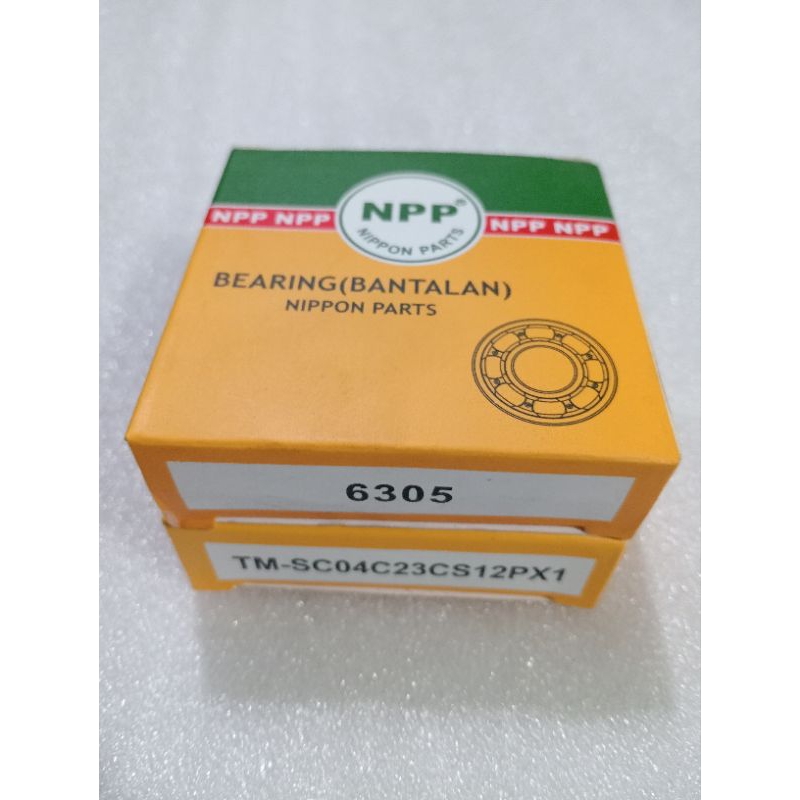 NPP NPP
NPP®
NIPPON PARTS
NPP NPP
BEARING(BANTALAN)
NIPPON PARTS
6305
TM-SC04C23CS12PX1